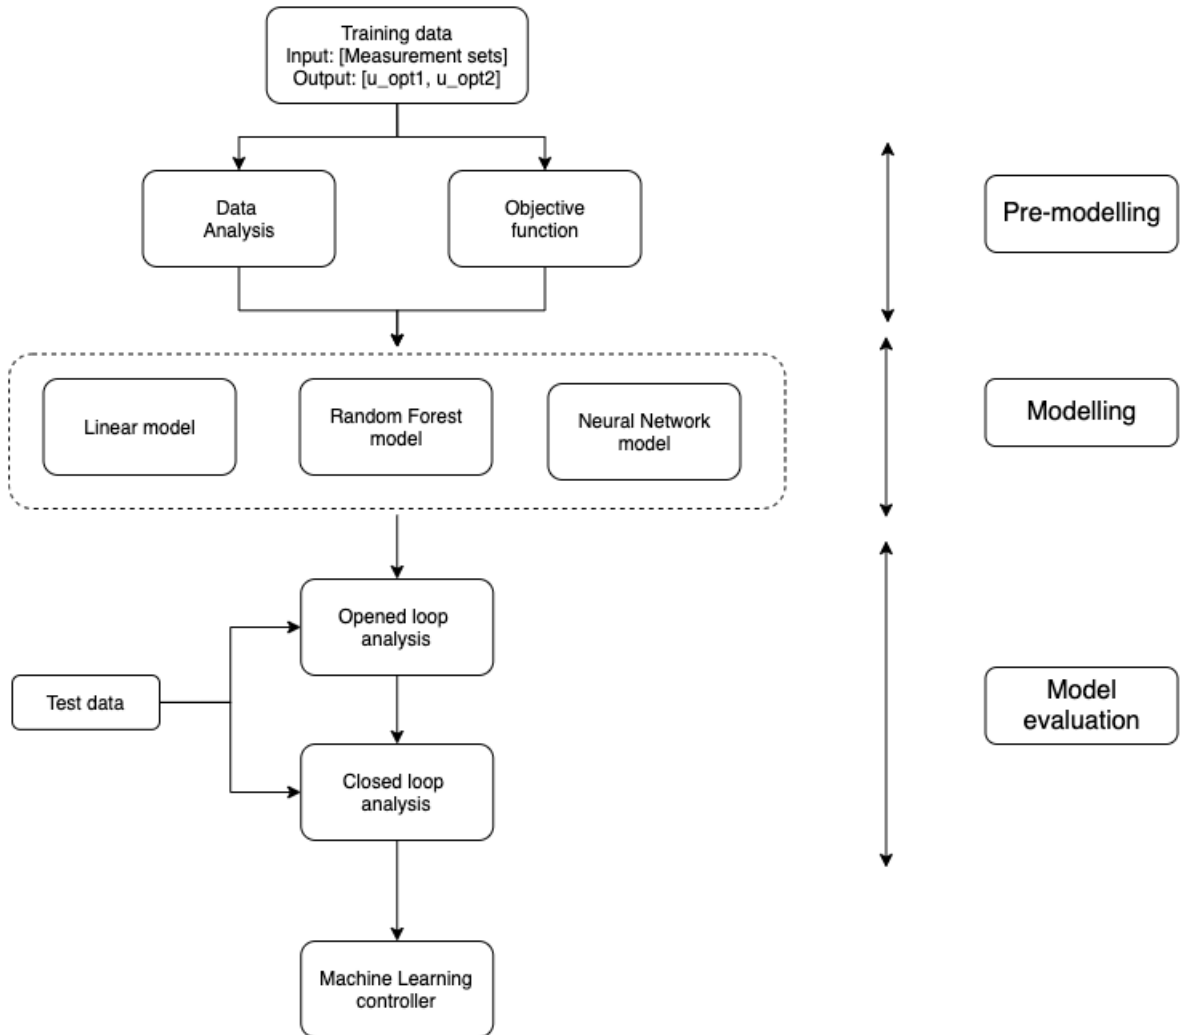 Training data
Input: [Measurement sets]
Output: [u_opt1, u_opt2]
Data
Analysis
Objective
function
Pre-modelling
Linear model
Random Forest
model
Neural Network
model
Modelling
Opened loop
analysis
Test data
Model
evaluation
Closed loop
analysis
Machine Learning
controller